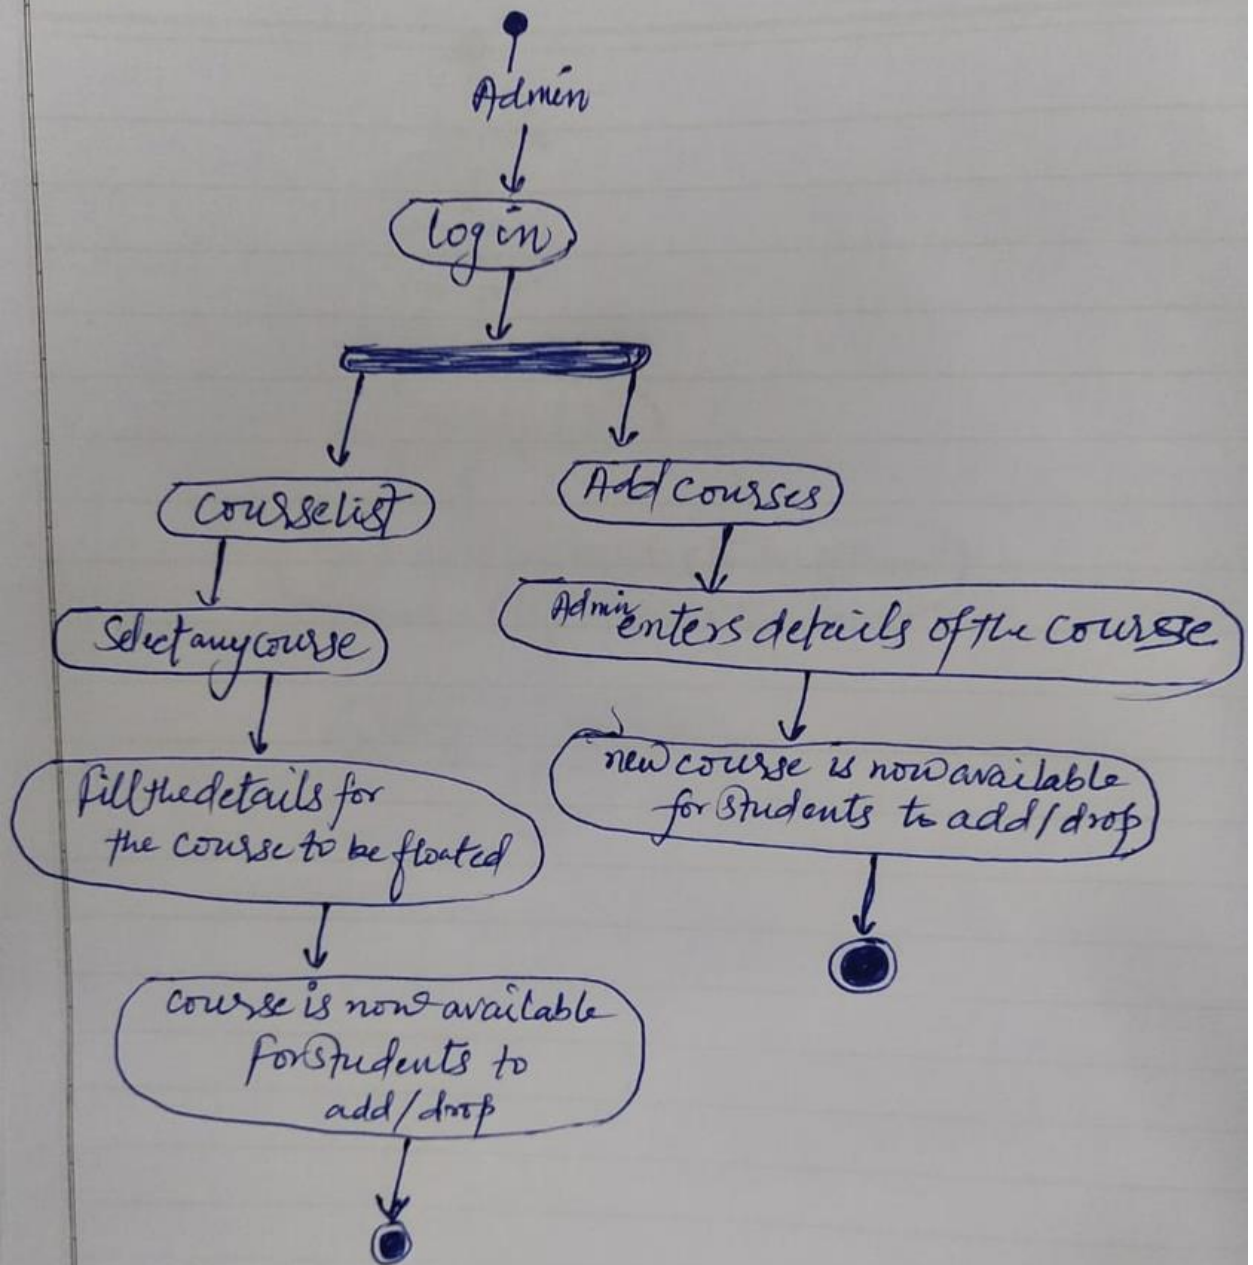 Admin
login
Courselist
Add courses
Select any course
Admin enters details of the course
Fill the details for
the course to be floated
new course is now available
for students to add/drop
course is now available
for students to
add/drop